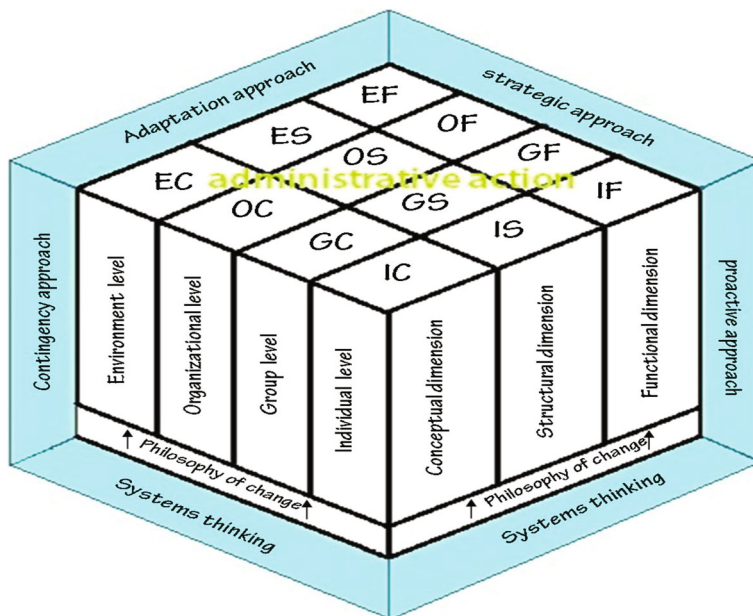 Adaptation approach
strategic approach
EF
ES
OF
EC
OS
GF
administrative action
OC
GS
IF
GC
IS
IC
Contingency approach
Environment level
Organizational level
Group level
Individual level
Conceptual dimension
Structural dimension
Functional dimension
proactive approach
Philosophy of change
Philosophy of change
Systems thinking
Systems thinking